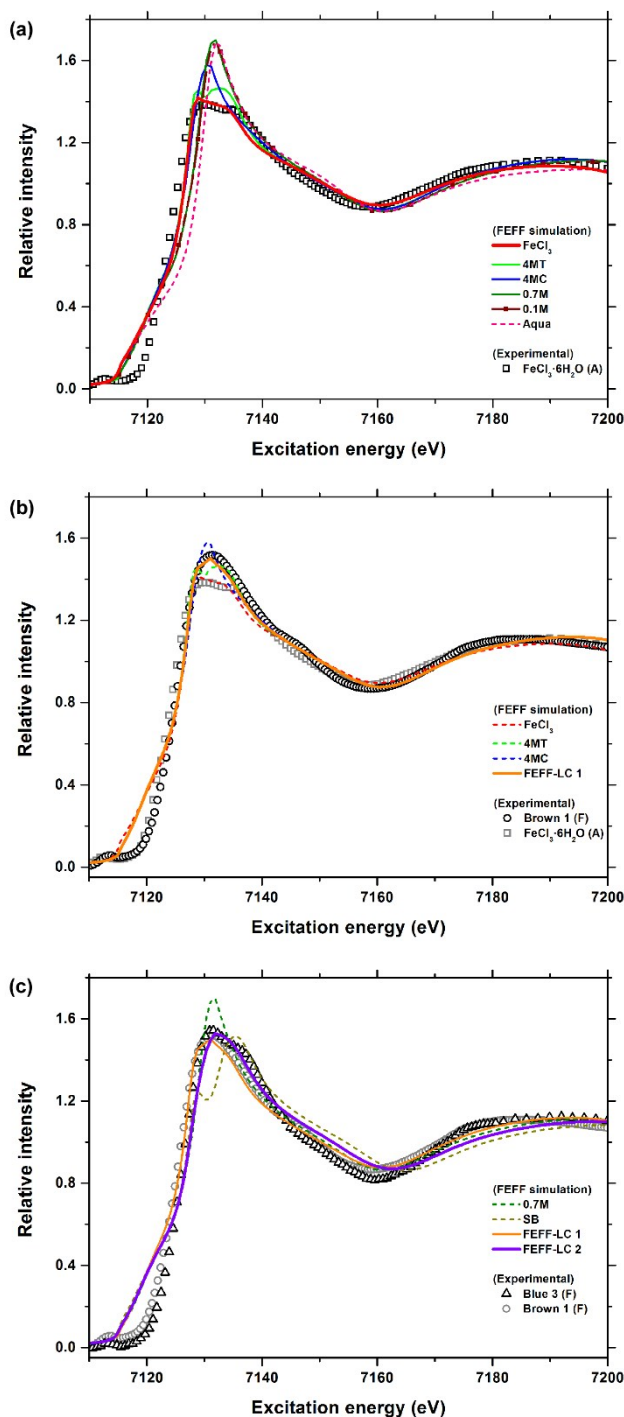 (a)
1.6
1.2
0.8
0.4
0.0
Relative intensity
(FEFF simulation)
FeCl₃
4MT
4MC
0.7M
0.1M
Aqua
(Experimental)
FeCl₃·6H₂O (A)
7120 7140 7160 7180 7200
Excitation energy (eV)
(b)
1.6
1.2
0.8
0.4
0.0
Relative intensity
(FEFF simulation)
FeCl₃
4MT
4MC
FEFF-LC 1
(Experimental)
Brown 1 (F)
FeCl₃·6H₂O (A)
7120 7140 7160 7180 7200
Excitation energy (eV)
(c)
1.6
1.2
0.8
0.4
0.0
Relative intensity
(FEFF simulation)
0.7M
SB
FEFF-LC 1
FEFF-LC 2
(Experimental)
Blue 3 (F)
Brown 1 (F)
7120 7140 7160 7180 7200
Excitation energy (eV)